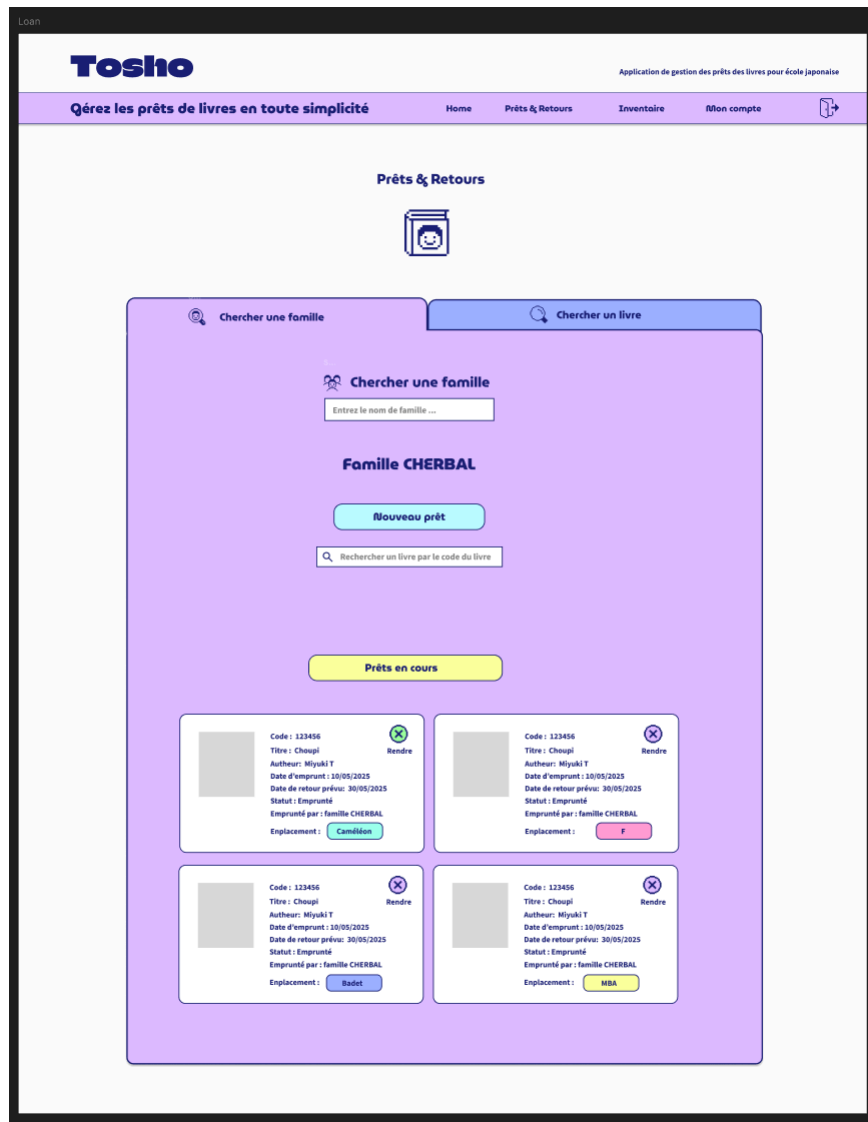 Loan
Tosho
Application de gestion des prêts des livres pour école japonaise
Gérez les prêts de livres en toute simplicité
Home
Prêts & Retours
Inventaire
Mon compte
Prêts & Retours
Chercher une famille
Chercher un livre
Chercher une famille
Entrez le nom de famille ...
Famille CHERBAL
Nouveau prêt
Rechercher un livre par le code du livre
Prêts en cours
Code : 123456
Titre : Choupi
Rendre
Autheur: Miyuki T
Date d'emprunt : 10/05/2025
Date de retour prévu: 30/05/2025
Statut : Emprunté
Emprunté par : famille CHERBAL
Enplacement :
Caméléon
Code : 123456
Titre : Choupi
Rendre
Autheur: Miyuki T
Date d'emprunt : 10/05/2025
Date de retour prévu: 30/05/2025
Statut : Emprunté
Emprunté par : famille CHERBAL
Enplacement :
F
Code : 123456
Titre : Choupi
Rendre
Autheur: Miyuki T
Date d'emprunt : 10/05/2025
Date de retour prévu: 30/05/2025
Statut : Emprunté
Emprunté par : famille CHERBAL
Enplacement :
Badet
Code : 123456
Titre : Choupi
Rendre
Autheur: Miyuki T
Date d'emprunt : 10/05/2025
Date de retour prévu: 30/05/2025
Statut : Emprunté
Emprunté par : famille CHERBAL
Enplacement :
MBA